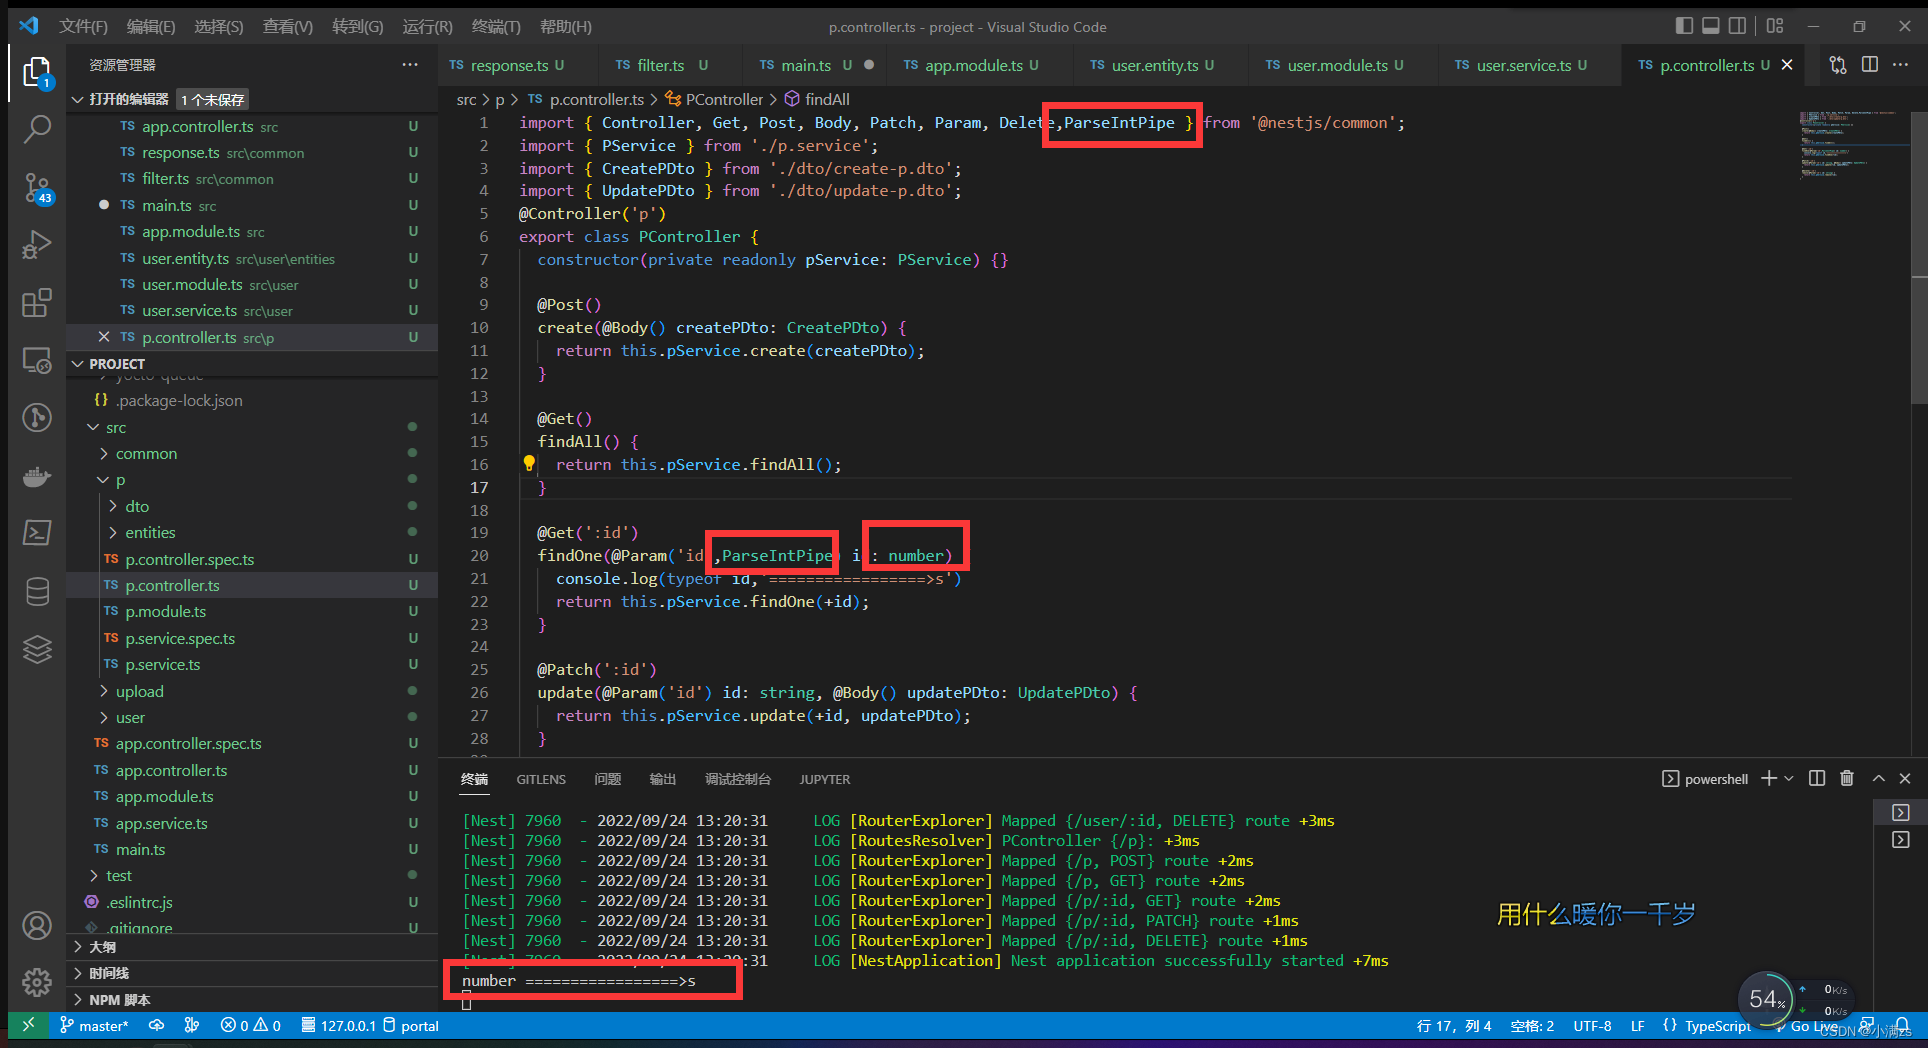 文件(F) 编辑(E) 选择(S) 查看(V) 转到(G) 运行(R) 终端(T) 帮助(H)
p.controller.ts - project - Visual Studio Code
资源管理器
TS response.ts U TS filter.ts U TS main.ts U TS app.module.ts U TS user.entity.ts U TS user.module.ts U TS user.service.ts U TS p.controller.ts U
打开的编辑器 1 个未保存
TS app.controller.ts src U
TS response.ts src\common U
TS filter.ts src\common U
TS main.ts src U
TS app.module.ts src U
TS user.entity.ts src\user\entities U
TS user.module.ts src\user U
TS user.service.ts src\user U
TS p.controller.ts src\p U
PROJECT
yocto-queue
{} .package-lock.json
src
common
p
dto
entities
TS p.controller.spec.ts U
TS p.controller.ts U
TS p.module.ts U
TS p.service.spec.ts U
TS p.service.ts U
upload
user
TS app.controller.spec.ts U
TS app.controller.ts U
TS app.module.ts U
TS app.service.ts U
TS main.ts U
test
.eslintrc.js U
.gitignore U
大纲
时间线
NPM 脚本
1
43
src > p > TS p.controller.ts > PController > findAll
1 import { Controller, Get, Post, Body, Patch, Param, Delete,ParseIntPipe } from '@nestjs/common';
2 import { PService } from './p.service';
3 import { CreatePDto } from './dto/create-p.dto';
4 import { UpdatePDto } from './dto/update-p.dto';
5 @Controller('p')
6 export class PController {
7 constructor(private readonly pService: PService) {}
8
9 @Post()
10 create(@Body() createPDto: CreatePDto) {
11 return this.pService.create(createPDto);
12 }
13
14 @Get()
15 findAll() {
16 return this.pService.findAll();
17 }
18
19 @Get(':id')
20 findOne(@Param('id ,ParseIntPipe i : number)
21 console.log(typeof id,'=================>s')
22 return this.pService.findOne(+id);
23 }
24
25 @Patch(':id')
26 update(@Param('id') id: string, @Body() updatePDto: UpdatePDto) {
27 return this.pService.update(+id, updatePDto);
28 }
终端 GITLENS 问题 输出 调试控制台 JUPYTER
powershell
[Nest] 7960 - 2022/09/24 13:20:31 LOG [RouterExplorer] Mapped {/user/:id, DELETE} route +3ms
[Nest] 7960 - 2022/09/24 13:20:31 LOG [RoutesResolver] PController {/p}: +3ms
[Nest] 7960 - 2022/09/24 13:20:31 LOG [RouterExplorer] Mapped {/p, POST} route +2ms
[Nest] 7960 - 2022/09/24 13:20:31 LOG [RouterExplorer] Mapped {/p, GET} route +2ms
[Nest] 7960 - 2022/09/24 13:20:31 LOG [RouterExplorer] Mapped {/p/:id, GET} route +2ms
[Nest] 7960 - 2022/09/24 13:20:31 LOG [RouterExplorer] Mapped {/p/:id, PATCH} route +1ms
[Nest] 7960 - 2022/09/24 13:20:31 LOG [RouterExplorer] Mapped {/p/:id, DELETE} route +1ms
[Nest] 7960 - 2022/09/24 13:20:31 LOG [NestApplication] Nest application successfully started +7ms
number =================>s
用什么暖你一千岁
54%
0K/s
0K/s
master* 0 0 127.0.0.1 portal 行 17，列 4 空格: 2 UTF-8 LF {} TypeScript Go Live
CSDN @小满zs